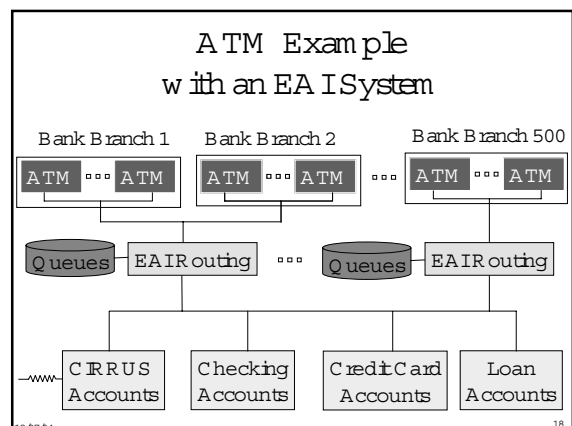 ATM Example
with an EAI System
Bank Branch 1
Bank Branch 2
Bank Branch 500
ATM ▫▫▫ ATM
ATM ▫▫▫ ATM
▫▫▫
ATM ▫▫▫ ATM
Queues
EAI Routing
▫▫▫
Queues
EAI Routing
CIRRUS
Accounts
Checking
Accounts
Credit Card
Accounts
Loan
Accounts
18